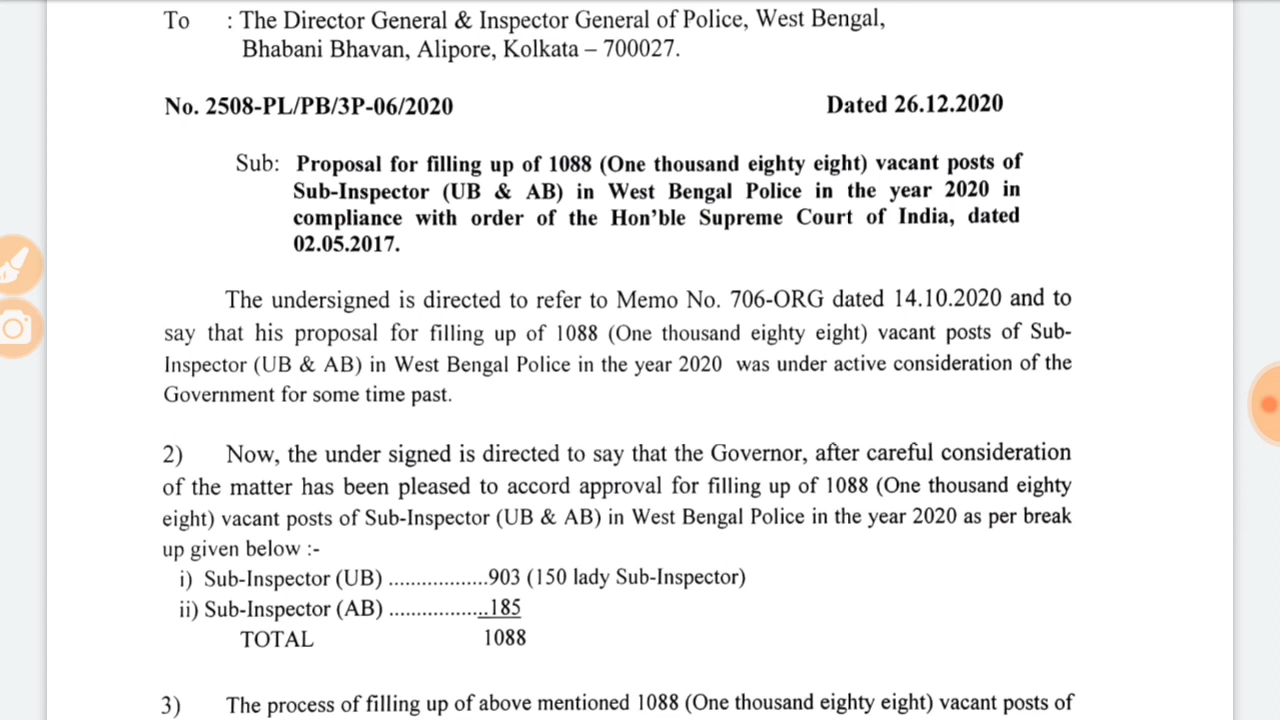 To : The Director General & Inspector General of Police, West Bengal,
Bhabani Bhavan, Alipore, Kolkata – 700027.
No. 2508-PL/PB/3P-06/2020 Dated 26.12.2020
Sub: Proposal for filling up of 1088 (One thousand eighty eight) vacant posts of
Sub-Inspector (UB & AB) in West Bengal Police in the year 2020 in
compliance with order of the Hon’ble Supreme Court of India, dated
02.05.2017.
The undersigned is directed to refer to Memo No. 706-ORG dated 14.10.2020 and to
say that his proposal for filling up of 1088 (One thousand eighty eight) vacant posts of Sub-
Inspector (UB & AB) in West Bengal Police in the year 2020 was under active consideration of the
Government for some time past.
2) Now, the under signed is directed to say that the Governor, after careful consideration
of the matter has been pleased to accord approval for filling up of 1088 (One thousand eighty
eight) vacant posts of Sub-Inspector (UB & AB) in West Bengal Police in the year 2020 as per break
up given below :-
i) Sub-Inspector (UB) ..................903 (150 lady Sub-Inspector)
ii) Sub-Inspector (AB) ..................185
TOTAL 1088
3) The process of filling up of above mentioned 1088 (One thousand eighty eight) vacant posts of